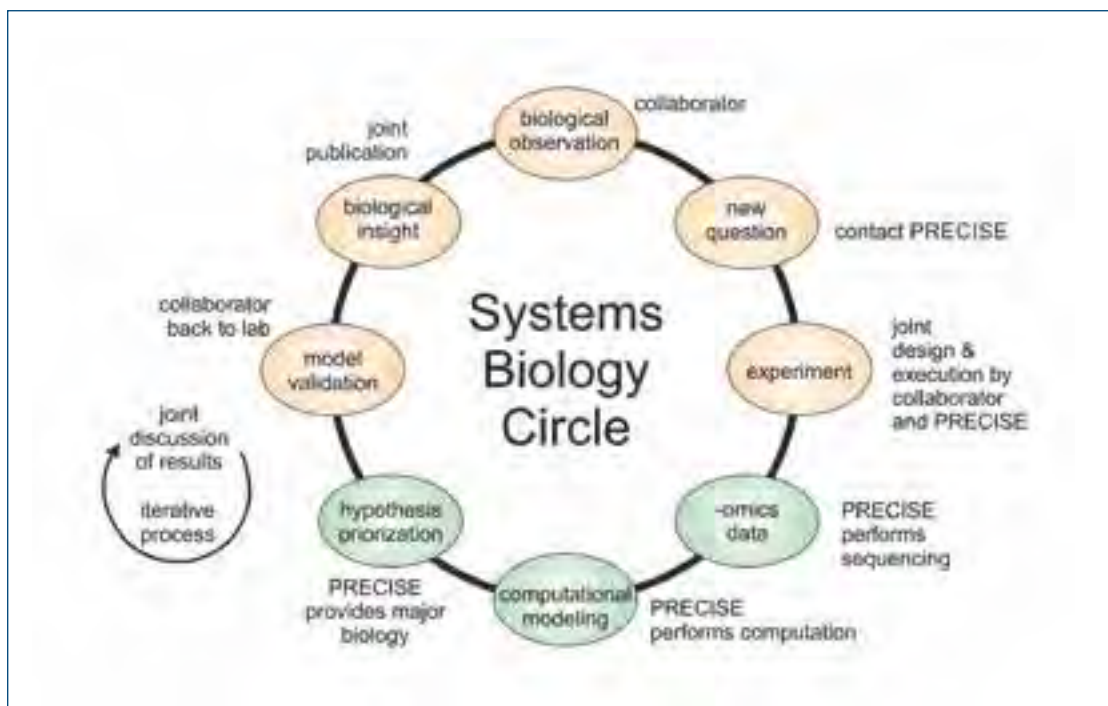 biological
observation
collaborator
new
question
contact PRECISE
experiment
joint
design &
execution by
collaborator
and PRECISE
-omics
data
PRECISE
performs
sequencing
computational
modeling
PRECISE
performs computation
hypothesis
priorization
PRECISE
provides major
biology
joint
discussion
of results
iterative
process
model
validation
collaborator
back to lab
biological
insight
joint
publication
Systems
Biology
Circle